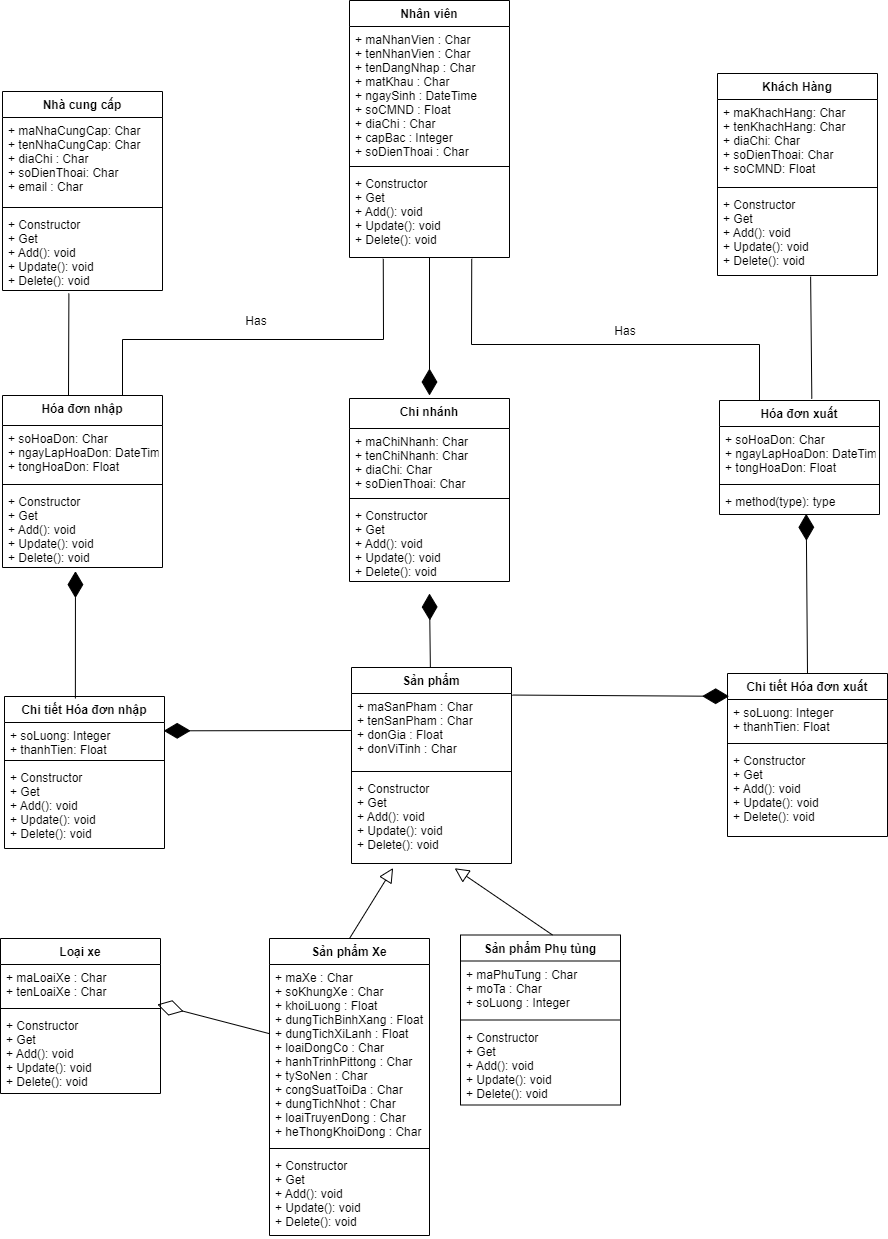 Nhân viên
+ maNhanVien : Char
+ tenNhanVien : Char
+ tenDangNhap : Char
+ matKhau : Char
+ ngaySinh : DateTime
+ soCMND : Float
+ diaChi : Char
+ capBac : Integer
+ soDienThoai : Char
+ Constructor
+ Get
+ Add(): void
+ Update(): void
+ Delete(): void
Nhà cung cấp
+ maNhaCungCap: Char
+ tenNhaCungCap: Char
+ diaChi : Char
+ soDienThoai: Char
+ email : Char
+ Constructor
+ Get
+ Add(): void
+ Update(): void
+ Delete(): void
Khách Hàng
+ maKhachHang: Char
+ tenKhachHang: Char
+ diaChi: Char
+ soDienThoai: Char
+ soCMND: Float
+ Constructor
+ Get
+ Add(): void
+ Update(): void
+ Delete(): void
Has
Has
Hóa đơn nhập
+ soHoaDon: Char
+ ngayLapHoaDon: DateTim
+ tongHoaDon: Float
+ Constructor
+ Get
+ Add(): void
+ Update(): void
+ Delete(): void
Chi nhánh
+ maChiNhanh: Char
+ tenChiNhanh: Char
+ diaChi: Char
+ soDienThoai: Char
+ Constructor
+ Get
+ Add(): void
+ Update(): void
+ Delete(): void
Hóa đơn xuất
+ soHoaDon: Char
+ ngayLapHoaDon: DateTim
+ tongHoaDon: Float
+ method(type): type
Chi tiết Hóa đơn nhập
+ soLuong: Integer
+ thanhTien: Float
+ Constructor
+ Get
+ Add(): void
+ Update(): void
+ Delete(): void
Sản phẩm
+ maSanPham : Char
+ tenSanPham : Char
+ donGia : Float
+ donViTinh : Char
+ Constructor
+ Get
+ Add(): void
+ Update(): void
+ Delete(): void
Chi tiết Hóa đơn xuất
+ soLuong: Integer
+ thanhTien: Float
+ Constructor
+ Get
+ Add(): void
+ Update(): void
+ Delete(): void
Loại xe
+ maLoaiXe : Char
+ tenLoaiXe : Char
+ Constructor
+ Get
+ Add(): void
+ Update(): void
+ Delete(): void
Sản phẩm Xe
+ maXe : Char
+ soKhungXe : Char
+ khoiLuong : Float
+ dungTichBinhXang : Float
+ dungTichXiLanh : Float
+ loaiDongCo : Char
+ hanhTrinhPittong : Char
+ tySoNen : Char
+ congSuatToiDa : Char
+ dungTichNhot : Char
+ loaiTruyenDong : Char
+ heThongKhoiDong : Char
+ Constructor
+ Get
+ Add(): void
+ Update(): void
+ Delete(): void
Sản phẩm Phụ tùng
+ maPhuTung : Char
+ moTa : Char
+ soLuong : Integer
+ Constructor
+ Get
+ Add(): void
+ Update(): void
+ Delete(): void